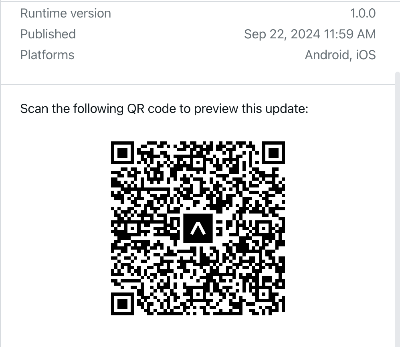 Runtime version 1.0.0
Published Sep 22, 2024 11:59 AM
Platforms Android, iOS
Scan the following QR code to preview this update: